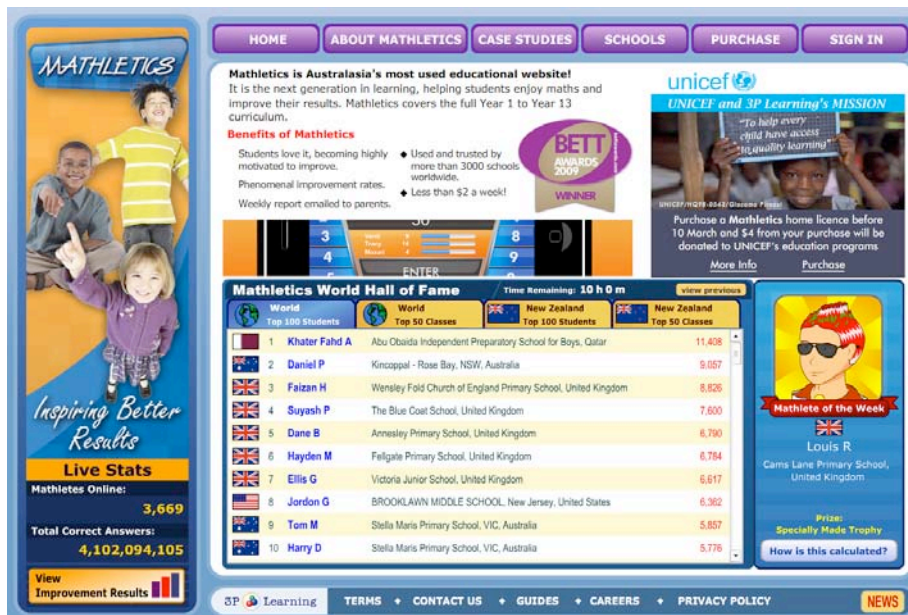 MATHLETICS
Inspiring Better
Results
Live Stats
Mathletes Online:
3,669
Total Correct Answers:
4,102,094,105
View
Improvement Results
HOME
ABOUT MATHLETICS
CASE STUDIES
SCHOOLS
PURCHASE
SIGN IN
Mathletics is Australasia's most used educational website!
It is the next generation in learning, helping students enjoy maths and
improve their results. Mathletics covers the full Year 1 to Year 13
curriculum.
Benefits of Mathletics
Students love it, becoming highly
motivated to improve.
Phenomenal improvement rates.
Weekly report emailed to parents.
◆ Used and trusted by
more than 3000 schools
worldwide.
◆ Less than $2 a week!
BETT
AWARDS
2009
WINNER
3
4
ENTER
8
9
unicef
UNICEF and 3P Learning's MISSION
"To help every
child have access
to quality learning"
Purchase a Mathletics home licence before
10 March and $4 from your purchase will be
donated to UNICEF's education programs
More Info Purchase
Mathletics World Hall of Fame Time Remaining: 10 h 0 m view previous
World
Top 100 Students
World
Top 50 Classes
New Zealand
Top 100 Students
New Zealand
Top 50 Classes
1 Khater Fahd A Abu Obaida Independent Preparatory School for Boys, Qatar 11,408
2 Daniel P Kincoppal - Rose Bay, NSW, Australia 9,057
3 Faizan H Wensley Fold Church of England Primary School, United Kingdom 8,826
4 Suyash P The Blue Coat School, United Kingdom 7,600
5 Dane B Annesley Primary School, United Kingdom 6,790
6 Hayden M Fellgate Primary School, United Kingdom 6,784
7 Ellis G Victoria Junior School, United Kingdom 6,617
8 Jordon G BROOKLAWN MIDDLE SCHOOL, New Jersey, United States 6,362
9 Tom M Stella Maris Primary School, VIC, Australia 5,857
10 Harry D Stella Maris Primary School, VIC, Australia 5,776
Mathlete of the Week
Louis R
Cams Lane Primary School,
United Kingdom
Prize:
Specially Made Trophy
How is this calculated?
3P Learning
TERMS + CONTACT US + GUIDES + CAREERS + PRIVACY POLICY
NEWS